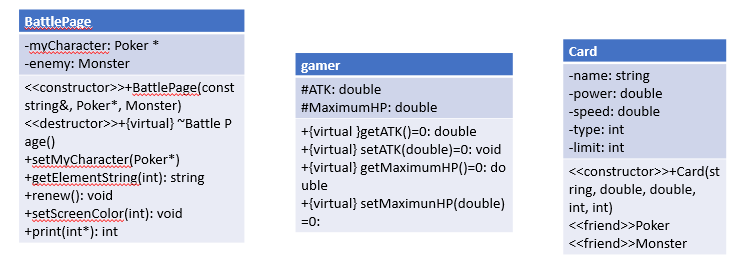 BattlePage
-myCharacter: Poker *
-enemy: Monster
<<constructor>>+BattlePage(const
string&, Poker*, Monster)
<<destructor>>+{virtual} ~Battle P
age()
+setMyCharacter(Poker*)
+getElementString(int): string
+renew(): void
+setScreenColor(int): void
+print(int*): int
gamer
#ATK: double
#MaximumHP: double
+{virtual }getATK()=0: double
+{virtual} setATK(double)=0: void
+{virtual} getMaximumHP()=0: do
uble
+{virtual} setMaximunHP(double)
=0:
Card
-name: string
-power: double
-speed: double
-type: int
-limit: int
<<constructor>>+Card(st
ring, double, double,
int, int)
<<friend>>Poker
<<friend>>Monster